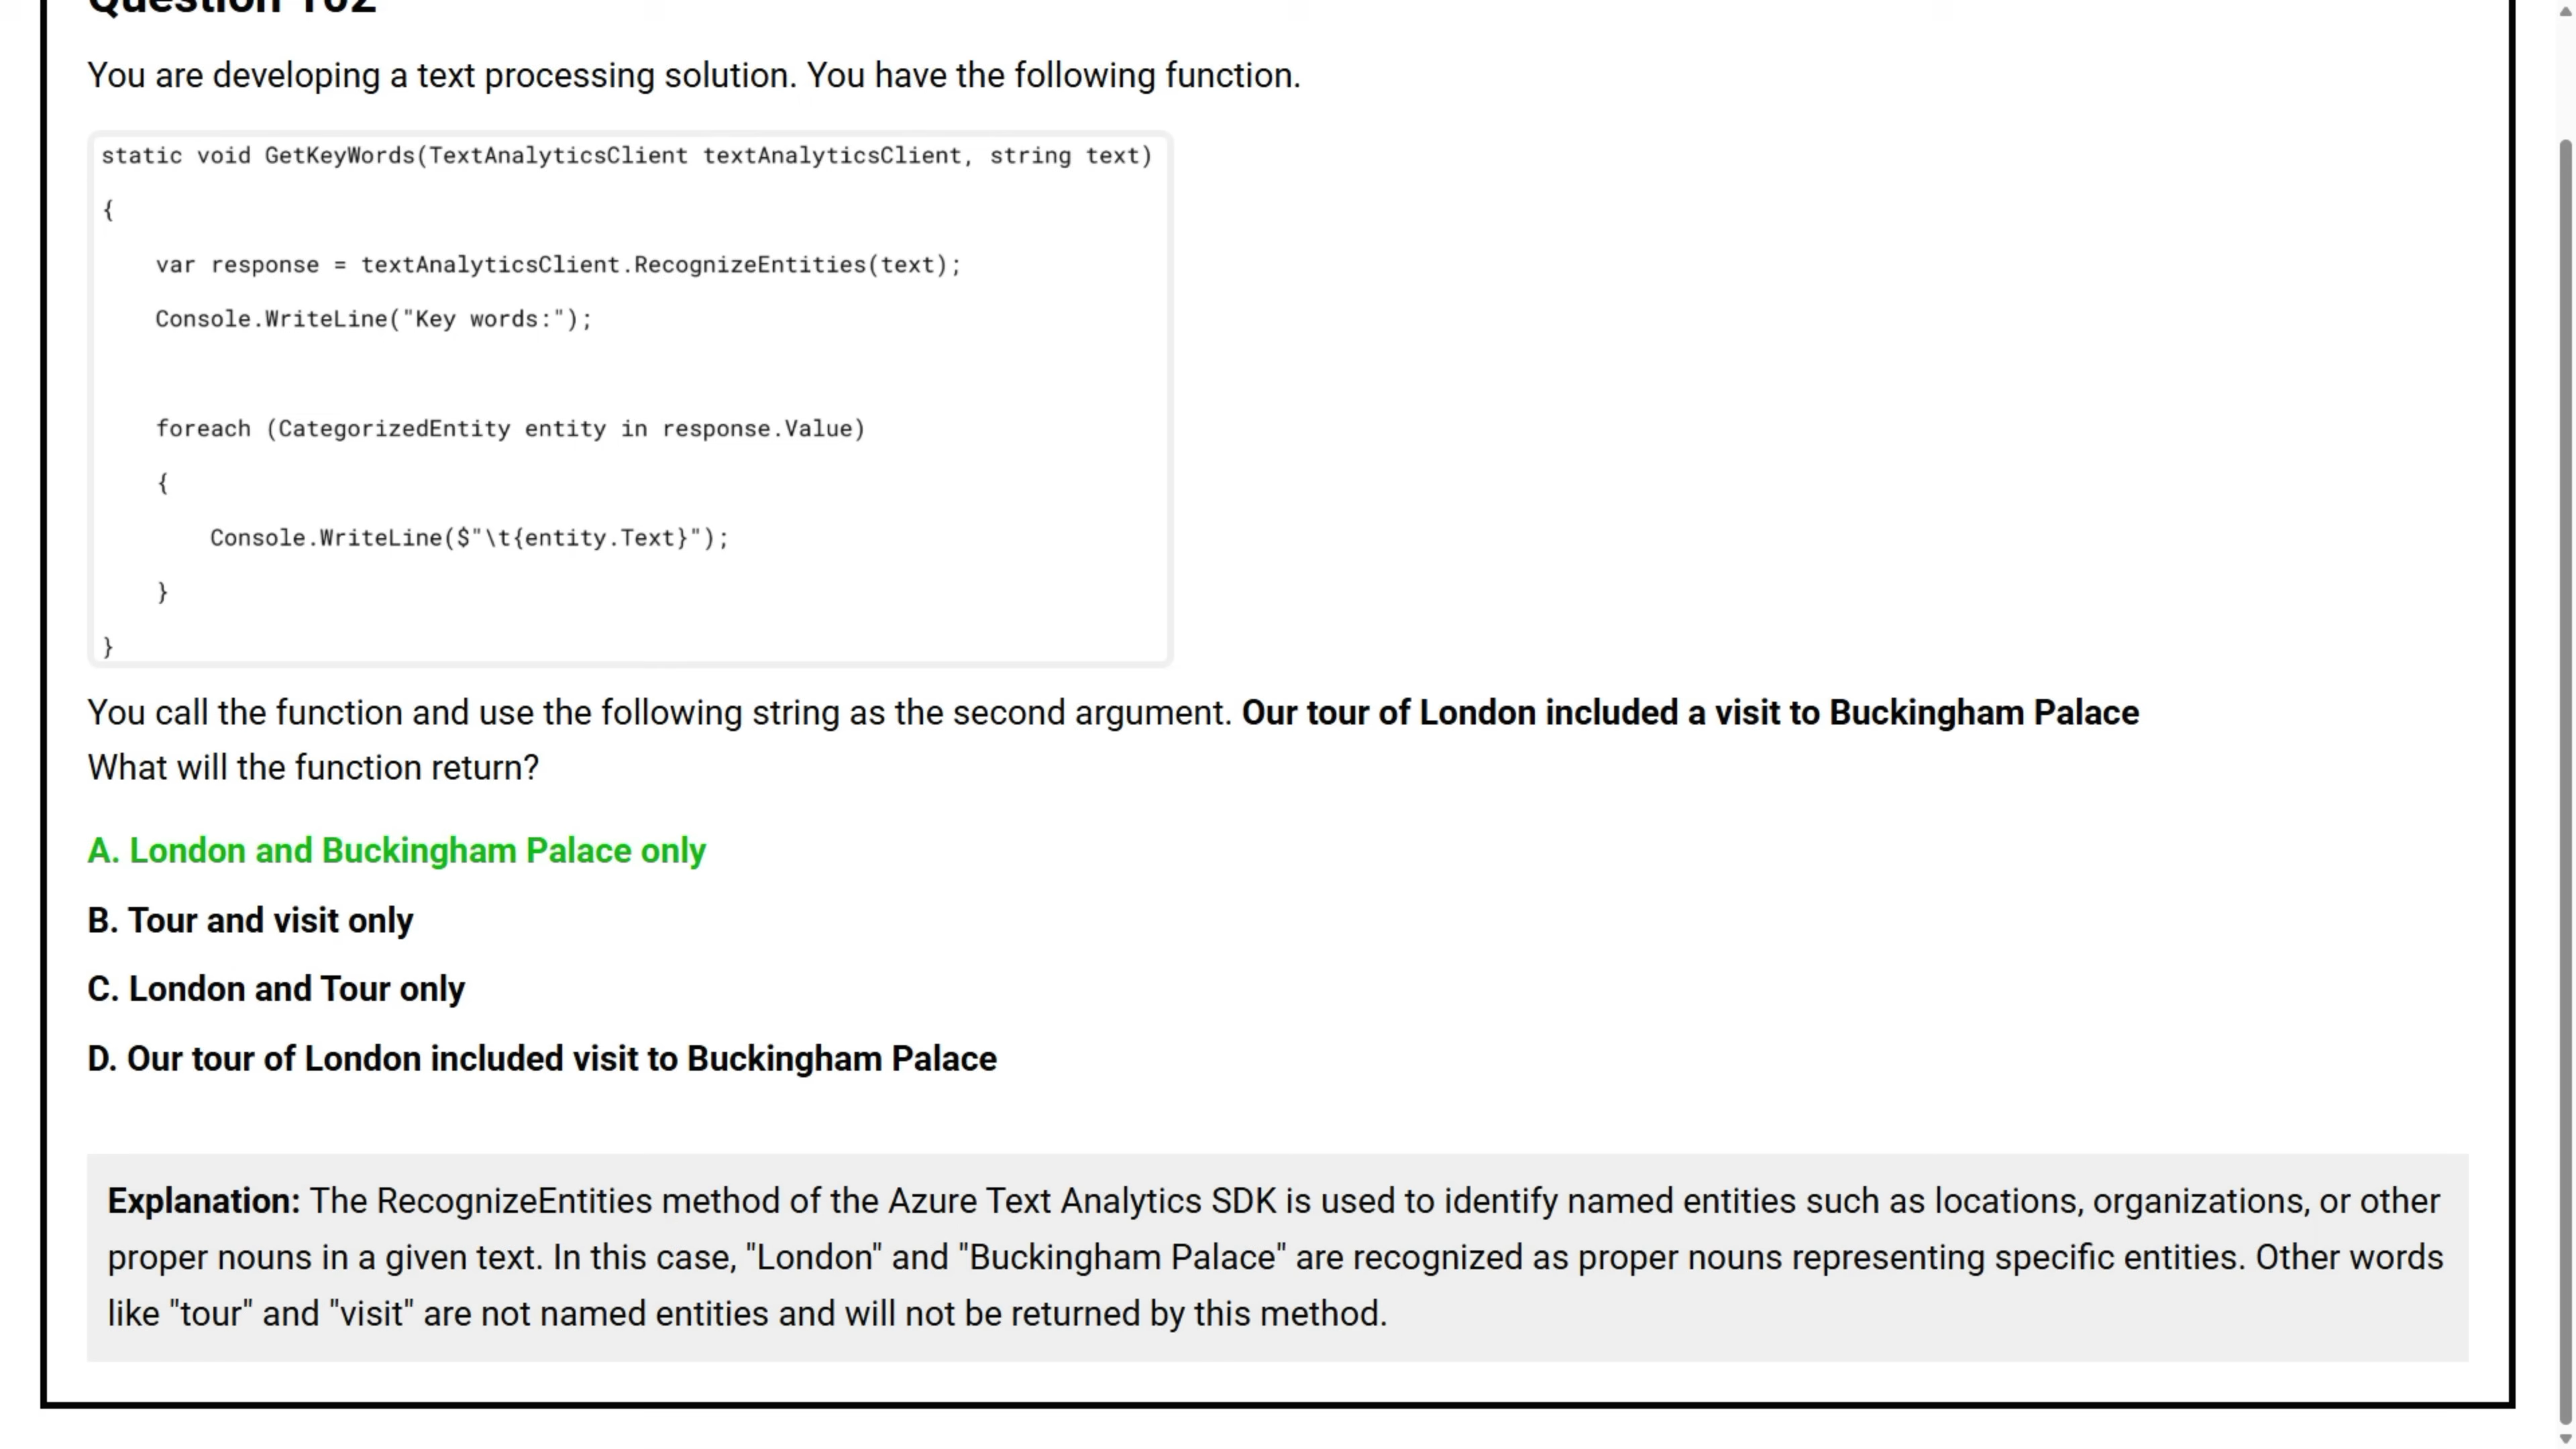 Question 162
You are developing a text processing solution. You have the following function.
static void GetKeyWords(TextAnalyticsClient textAnalyticsClient, string text)
{
var response = textAnalyticsClient.RecognizeEntities(text);
Console.WriteLine("Key words:");
foreach (CategorizedEntity entity in response.Value)
{
Console.WriteLine($"\t{entity.Text}");
}
}
You call the function and use the following string as the second argument. Our tour of London included a visit to Buckingham Palace
What will the function return?
A. London and Buckingham Palace only
B. Tour and visit only
C. London and Tour only
D. Our tour of London included visit to Buckingham Palace
Explanation: The RecognizeEntities method of the Azure Text Analytics SDK is used to identify named entities such as locations, organizations, or other
proper nouns in a given text. In this case, "London" and "Buckingham Palace" are recognized as proper nouns representing specific entities. Other words
like "tour" and "visit" are not named entities and will not be returned by this method.